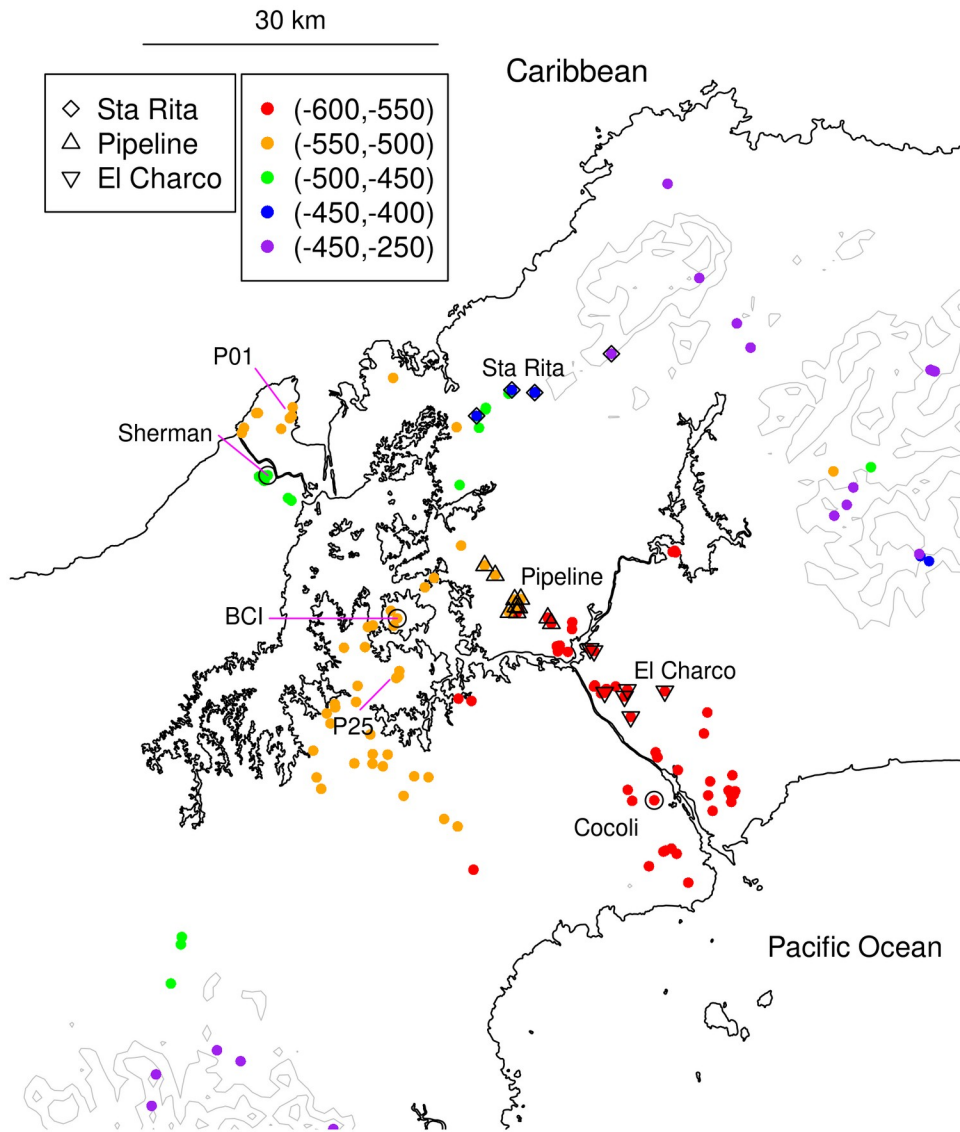 30 km
Caribbean
Sta Rita
Pipeline
El Charco
(-600,-550)
(-550,-500)
(-500,-450)
(-450,-400)
(-450,-250)
P01
Sta Rita
Sherman
Pipeline
BCI
El Charco
P25
Cocoli
Pacific Ocean